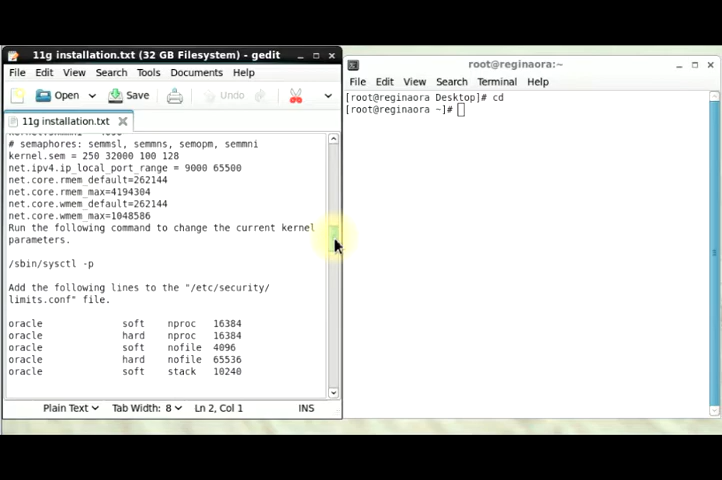 11g installation.txt (32 GB Filesystem) - gedit
File Edit View Search Tools Documents Help
Open Save Undo
11g installation.txt
# semaphores: semmsl, semmns, semopm, semmni
kernel.sem = 250 32000 100 128
net.ipv4.ip_local_port_range = 9000 65500
net.core.rmem_default=262144
net.core.rmem_max=4194304
net.core.wmem_default=262144
net.core.wmem_max=1048586
Run the following command to change the current kernel
parameters.
/sbin/sysctl -p
Add the following lines to the "/etc/security/
limits.conf" file.
oracle soft nproc 16384
oracle hard nproc 16384
oracle soft nofile 4096
oracle hard nofile 65536
oracle soft stack 10240
Plain Text Tab Width: 8 Ln 2, Col 1 INS
root@reginaora:~
File Edit View Search Terminal Help
[root@reginaora Desktop]# cd
[root@reginaora ~]#